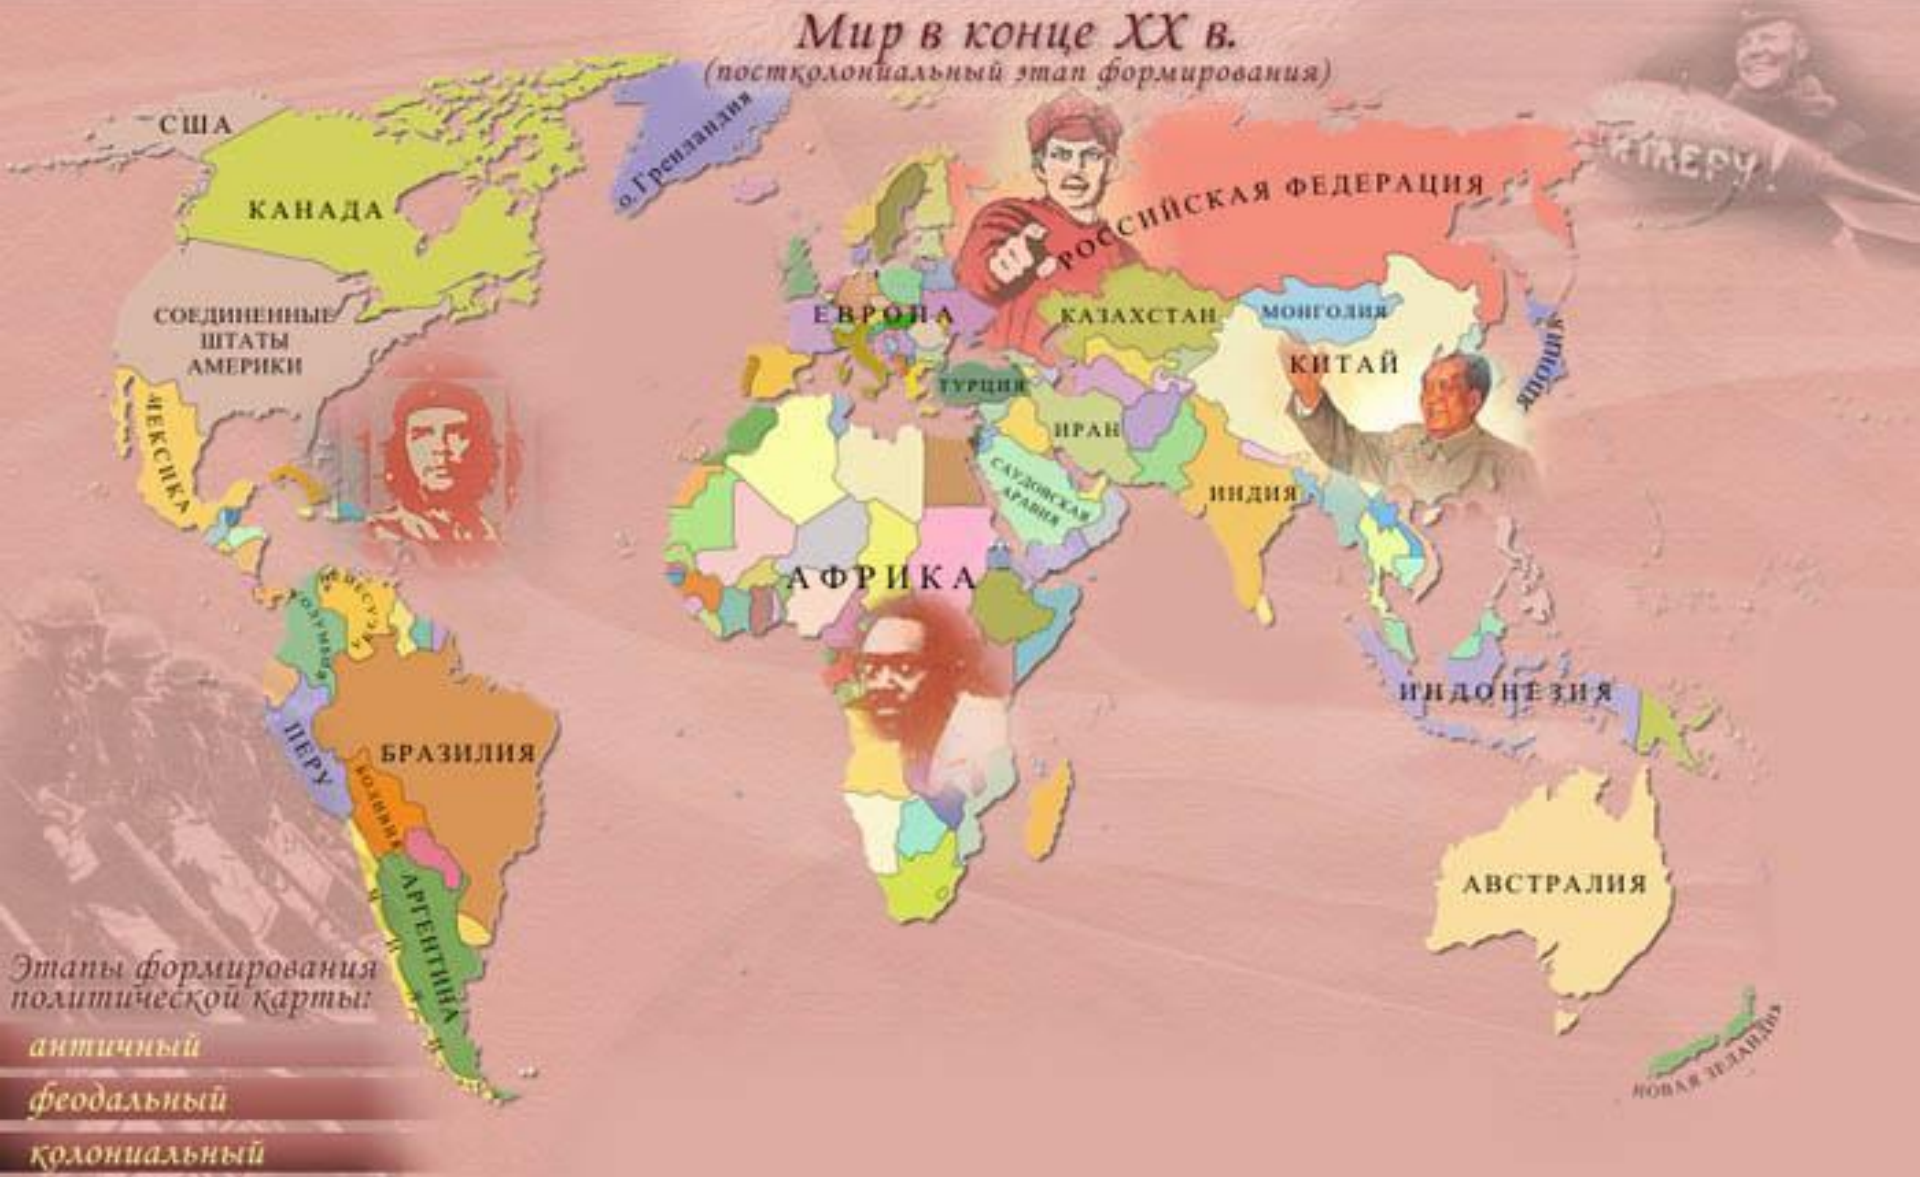 Мир в конце XX в.
(постколониальный этап формирования)
США
о. Гренландия
КАНАДА
РОССИЙСКАЯ ФЕДЕРАЦИЯ
СОЕДИНЕННЫЕ
ШТАТЫ
АМЕРИКИ
ЕВРОПА
КАЗАХСТАН
МОНГОЛИЯ
КИТАЙ
ЯПОНИЯ
ТУРЦИЯ
МЕКСИКА
ИРАН
САУДОВСКАЯ
АРАВИЯ
ИНДИЯ
АФРИКА
ВЕНЕСУЭЛА
КОЛУМБИЯ
ИНДОНЕЗИЯ
ПЕРУ
БРАЗИЛИЯ
БОЛИВИЯ
АВСТРАЛИЯ
АРГЕНТИНА
НОВАЯ ЗЕЛАНДИЯ
Этапы формирования
политической карты:
античный
феодальный
колониальный